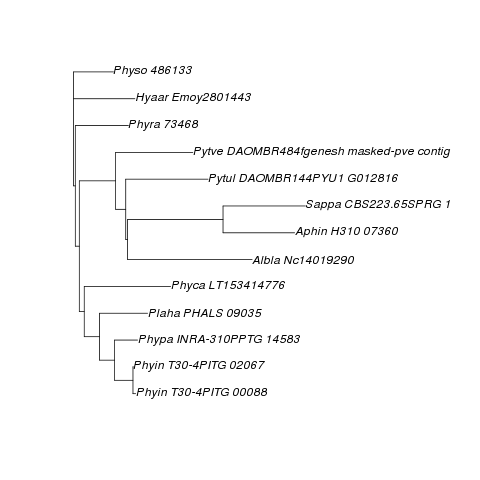 Physo 486133
Hyaar Emoy2801443
Phyra 73468
Pytve DAOMBR484fgenesh masked-pve contig
Pytul DAOMBR144PYU1 G012816
Sappa CBS223.65SPRG 1
Aphin H310 07360
Albla Nc14019290
Phyca LT153414776
Plaha PHALS 09035
Phypa INRA-310PPTG 14583
Phyin T30-4PITG 02067
Phyin T30-4PITG 00088